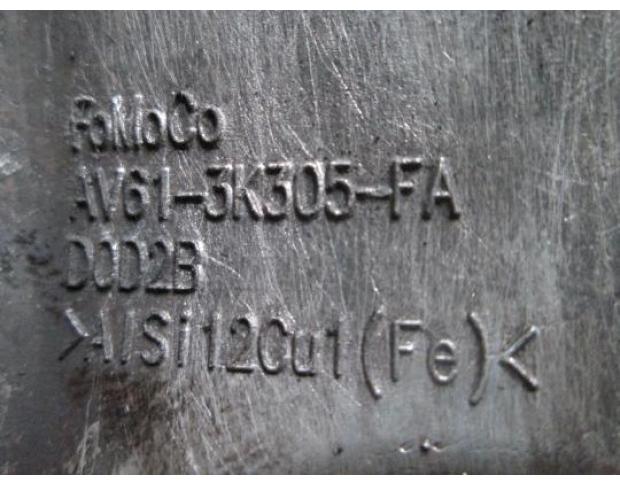 FoMoCo
AV61-3K305-FA
D0D2B
>AlSi12Cu1(Fe)<